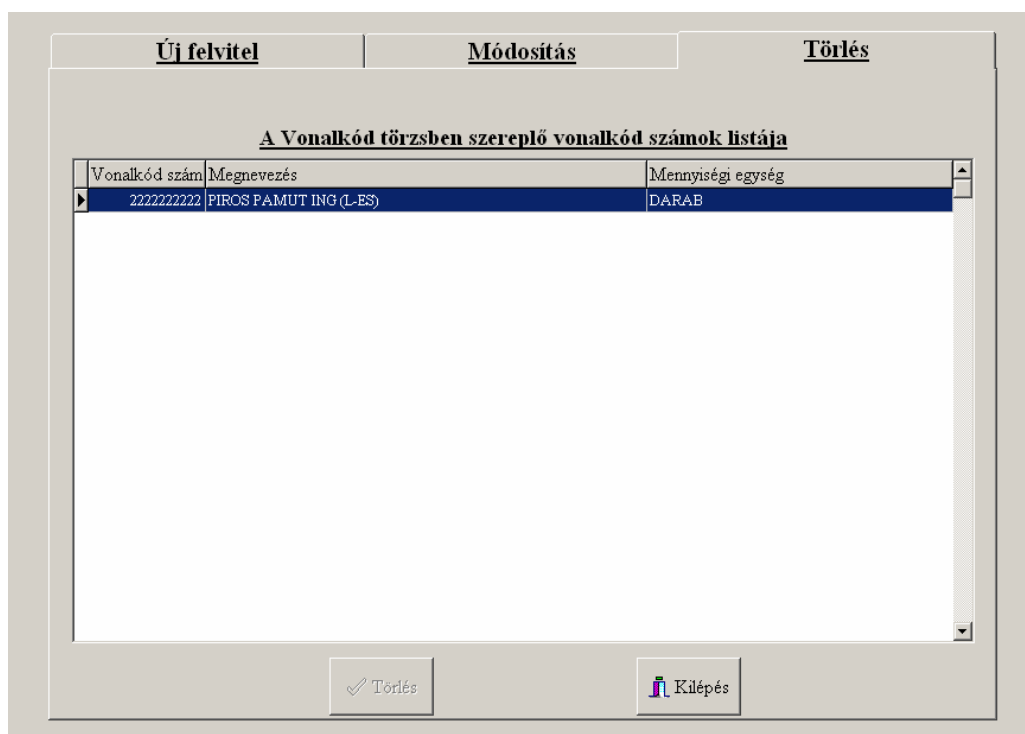 Új felvitel Módosítás Törlés
A Vonalkód törzsben szereplő vonalkód számok listája
Vonalkód szám Megnevezés Mennyiségi egység
2222222222 PIROS PAMUT ING (L-ES) DARAB
Törlés Kilépés